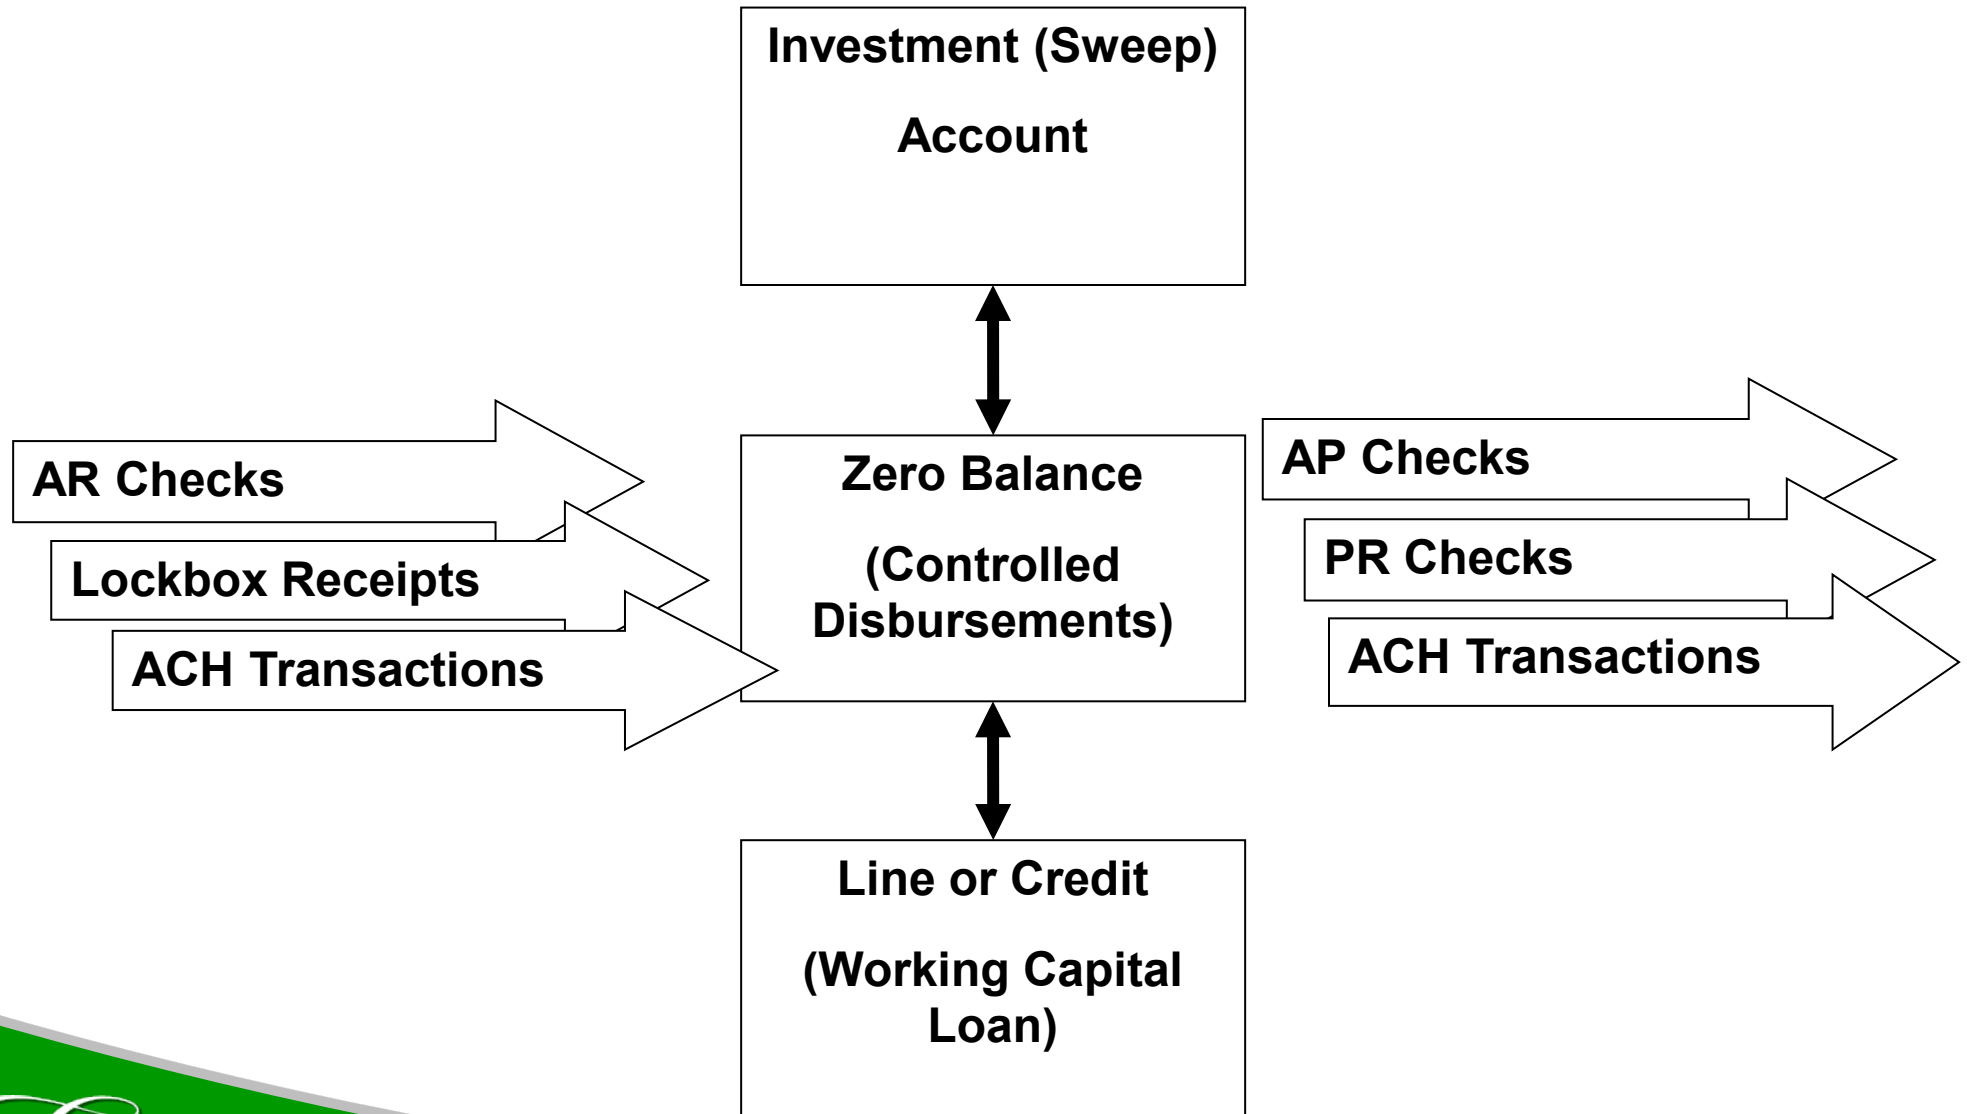 Investment (Sweep)
Account
AR Checks
Lockbox Receipts
ACH Transactions
Zero Balance
(Controlled
Disbursements)
AP Checks
PR Checks
ACH Transactions
Line or Credit
(Working Capital
Loan)